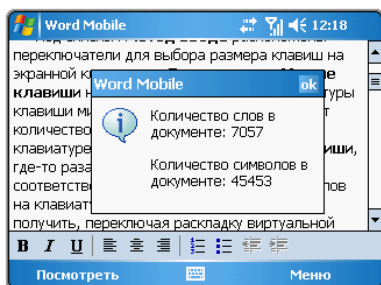 Word Mobile 12:18
переключатели для выбора размера клавиш на
экранной
клавиши
клавиши ми
количество
клавиатуре
где-то раза
соответств
на клавиат
получить, переключая раскладку виртуальной
Word Mobile ok
Количество слов в
документе: 7057
Количество символов в
документе: 45453
B I U
Посмотреть Меню